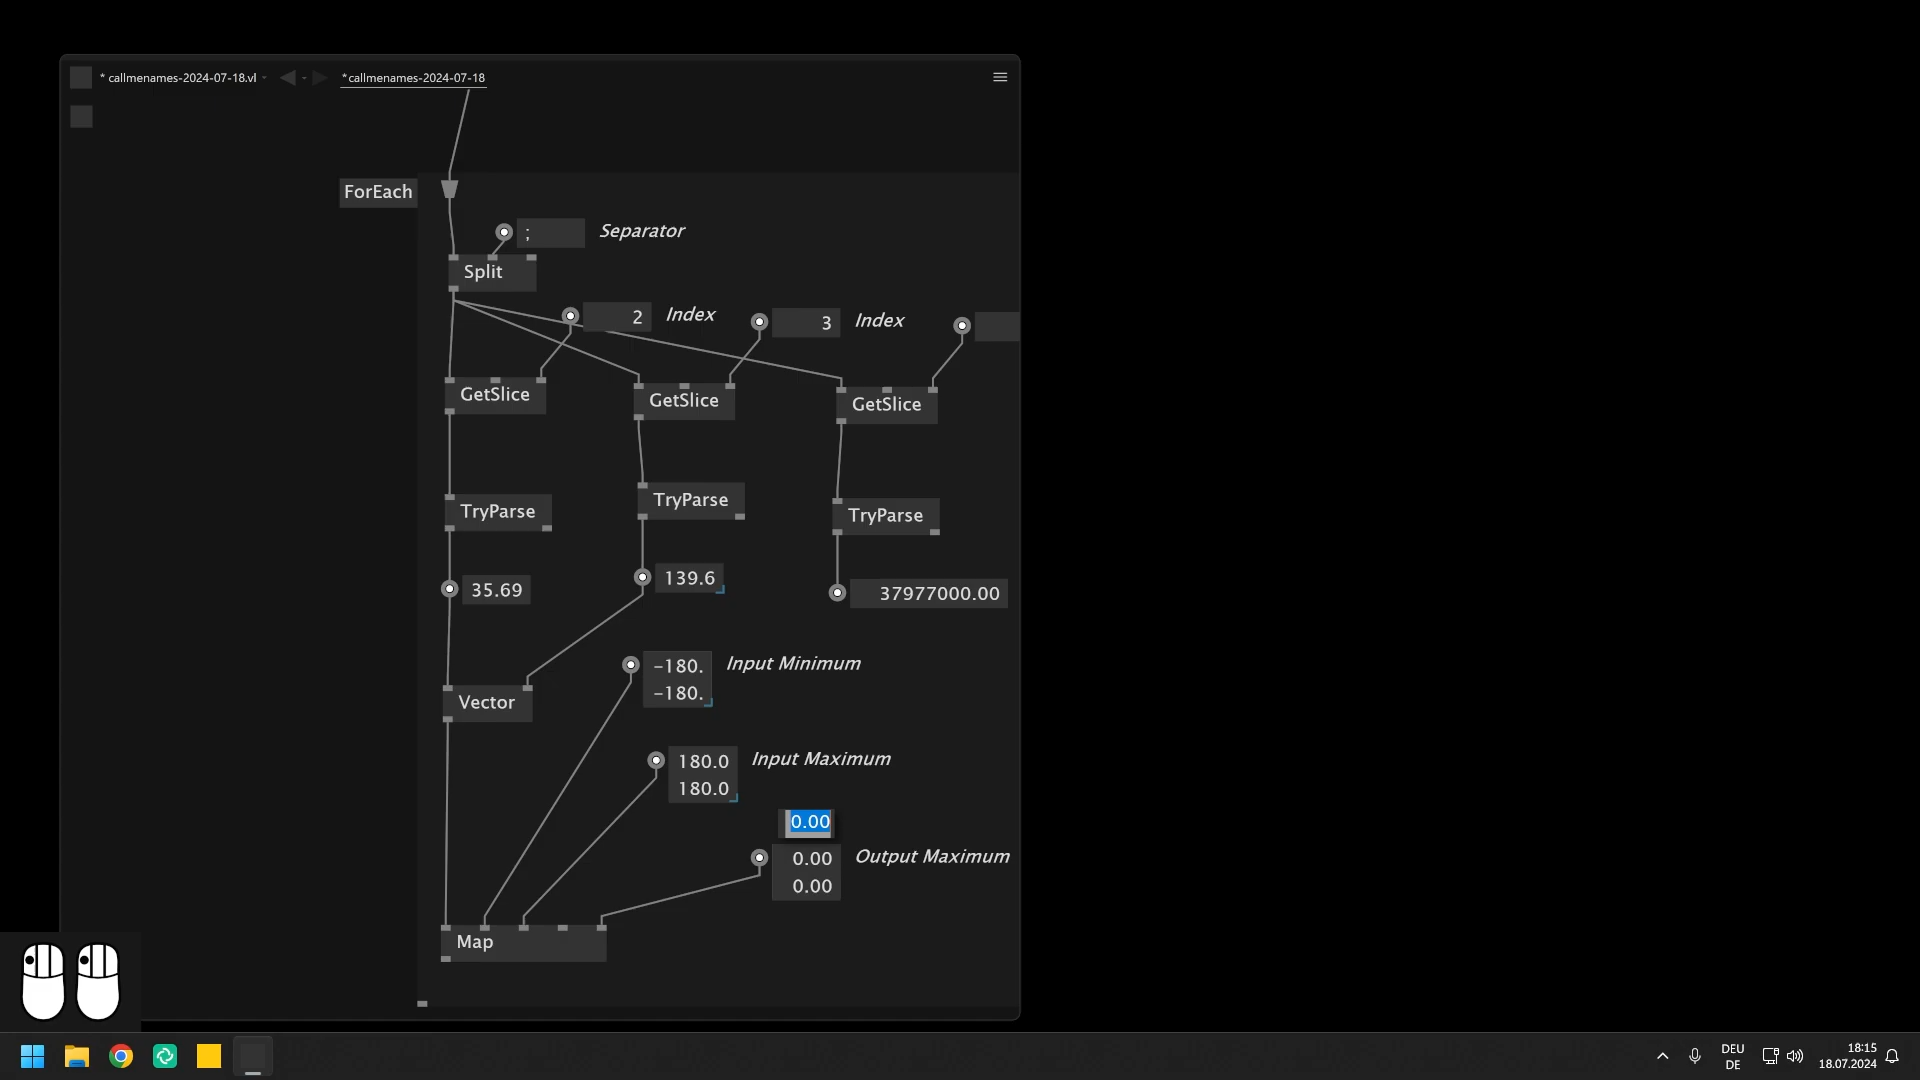 * callmenames-2024-07-18.vl
*callmenames-2024-07-18
ForEach
;
Separator
Split
2
Index
3
Index
GetSlice
GetSlice
GetSlice
TryParse
TryParse
TryParse
35.69
139.6
37977000.00
-180.
-180.
Input Minimum
Vector
180.0
180.0
Input Maximum
0.00
0.00
0.00
Output Maximum
Map
DEU
DE
18:15
18.07.2024